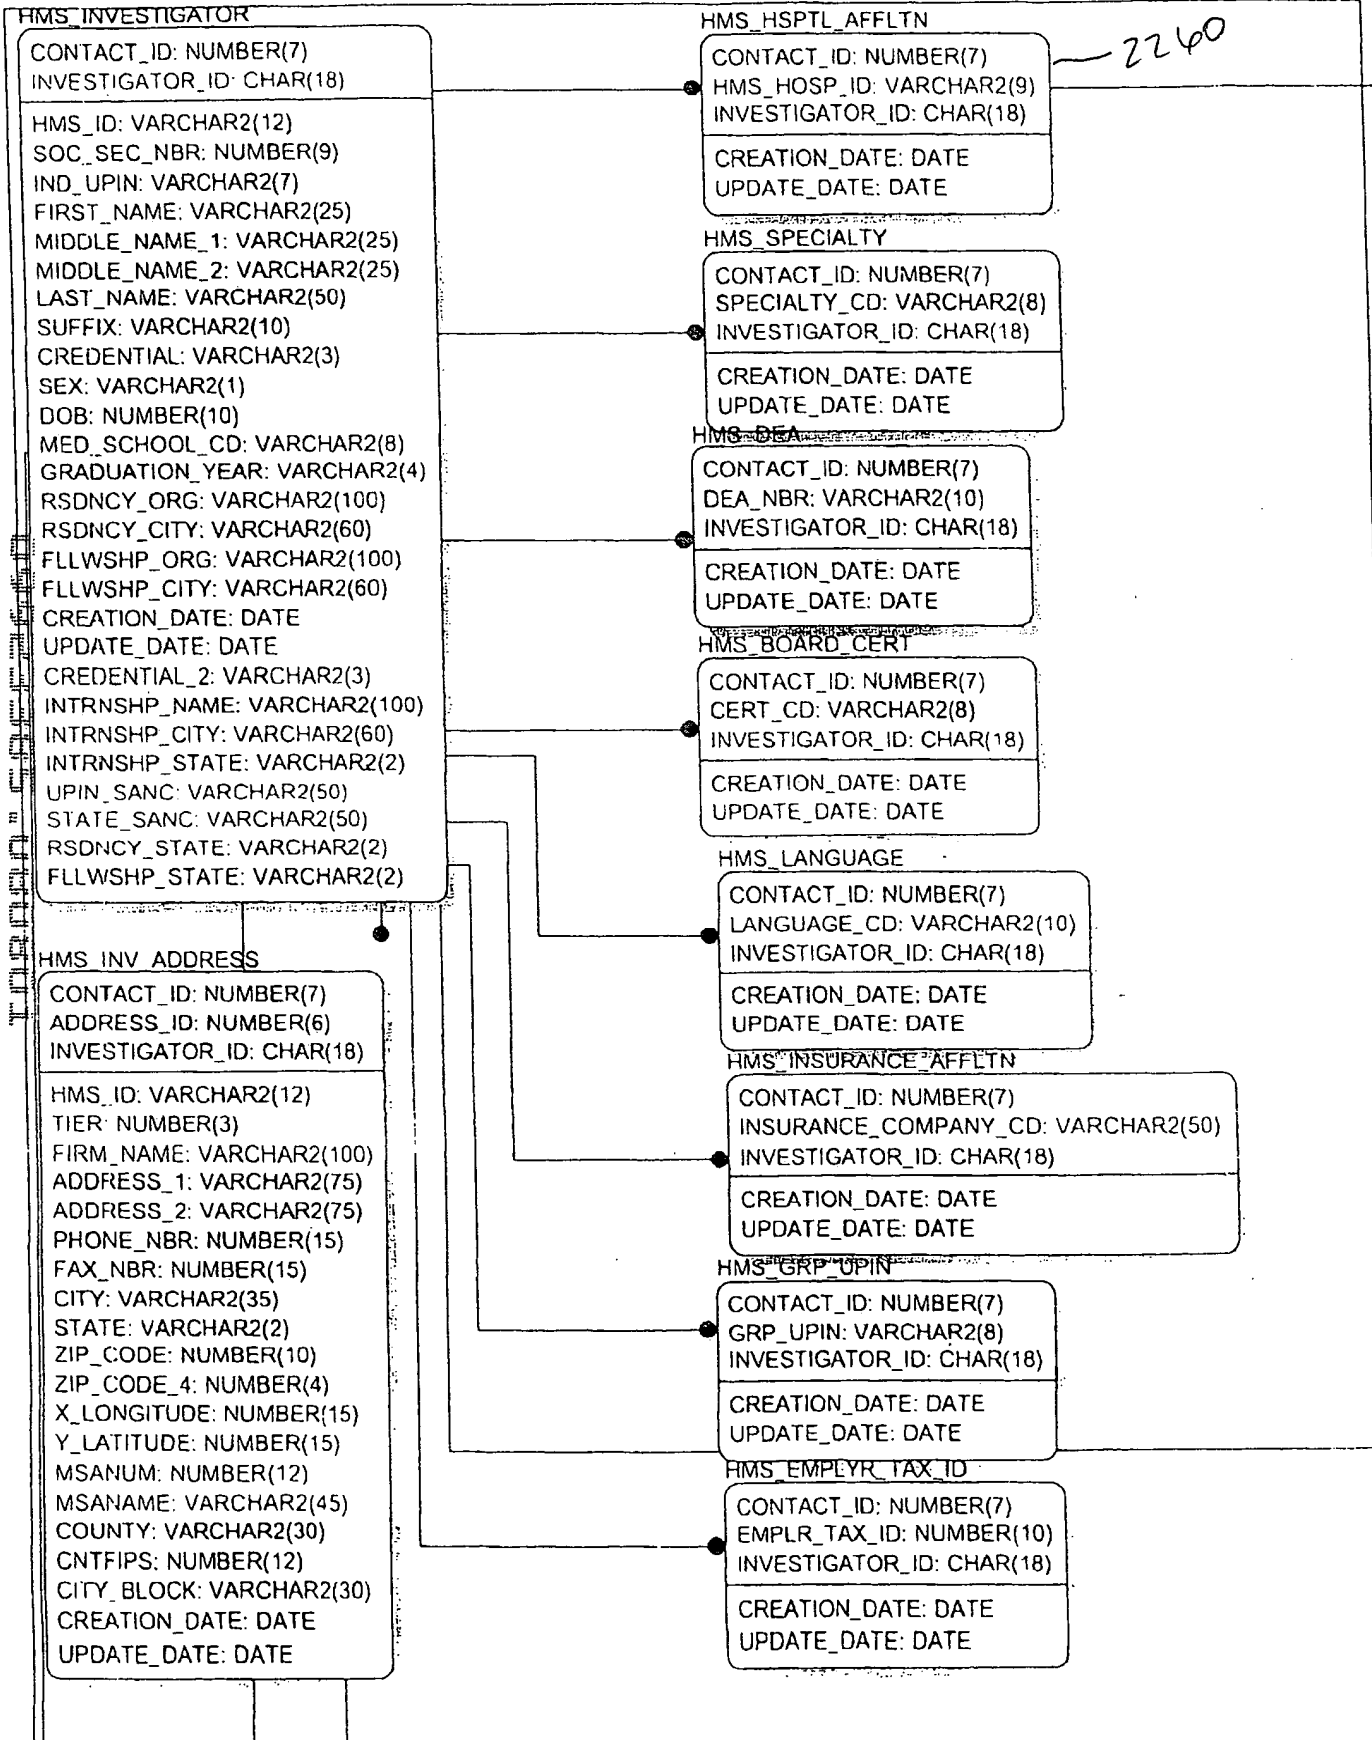 HMS_INVESTIGATOR
CONTACT_ID: NUMBER(7)
INVESTIGATOR_ID: CHAR(18)
HMS_ID: VARCHAR2(12)
SOC_SEC_NBR: NUMBER(9)
IND_UPIN: VARCHAR2(7)
FIRST_NAME: VARCHAR2(25)
MIDDLE_NAME_1: VARCHAR2(25)
MIDDLE_NAME_2: VARCHAR2(25)
LAST_NAME: VARCHAR2(50)
SUFFIX: VARCHAR2(10)
CREDENTIAL: VARCHAR2(3)
SEX: VARCHAR2(1)
DOB: NUMBER(10)
MED_SCHOOL_CD: VARCHAR2(8)
GRADUATION_YEAR: VARCHAR2(4)
RSDNCY_ORG: VARCHAR2(100)
RSDNCY_CITY: VARCHAR2(60)
FLLWSHP_ORG: VARCHAR2(100)
FLLWSHP_CITY: VARCHAR2(60)
CREATION_DATE: DATE
UPDATE_DATE: DATE
CREDENTIAL_2: VARCHAR2(3)
INTRNSHP_NAME: VARCHAR2(100)
INTRNSHP_CITY: VARCHAR2(60)
INTRNSHP_STATE: VARCHAR2(2)
UPIN_SANC: VARCHAR2(50)
STATE_SANC: VARCHAR2(50)
RSDNCY_STATE: VARCHAR2(2)
FLLWSHP_STATE: VARCHAR2(2)
HMS_INV_ADDRESS
CONTACT_ID: NUMBER(7)
ADDRESS_ID: NUMBER(6)
INVESTIGATOR_ID: CHAR(18)
HMS_ID: VARCHAR2(12)
TIER: NUMBER(3)
FIRM_NAME: VARCHAR2(100)
ADDRESS_1: VARCHAR2(75)
ADDRESS_2: VARCHAR2(75)
PHONE_NBR: NUMBER(15)
FAX_NBR: NUMBER(15)
CITY: VARCHAR2(35)
STATE: VARCHAR2(2)
ZIP_CODE: NUMBER(10)
ZIP_CODE_4: NUMBER(4)
X_LONGITUDE: NUMBER(15)
Y_LATITUDE: NUMBER(15)
MSANUM: NUMBER(12)
MSANAME: VARCHAR2(45)
COUNTY: VARCHAR2(30)
CNTFIPS: NUMBER(12)
CITY_BLOCK: VARCHAR2(30)
CREATION_DATE: DATE
UPDATE_DATE: DATE
HMS_HSPTL_AFFLTN
CONTACT_ID: NUMBER(7)
HMS_HOSP_ID: VARCHAR2(9)
INVESTIGATOR_ID: CHAR(18)
CREATION_DATE: DATE
UPDATE_DATE: DATE
2260
HMS_SPECIALTY
CONTACT_ID: NUMBER(7)
SPECIALTY_CD: VARCHAR2(8)
INVESTIGATOR_ID: CHAR(18)
CREATION_DATE: DATE
UPDATE_DATE: DATE
HMS_DEA
CONTACT_ID: NUMBER(7)
DEA_NBR: VARCHAR2(10)
INVESTIGATOR_ID: CHAR(18)
CREATION_DATE: DATE
UPDATE_DATE: DATE
HMS_BOARD_CERT
CONTACT_ID: NUMBER(7)
CERT_CD: VARCHAR2(8)
INVESTIGATOR_ID: CHAR(18)
CREATION_DATE: DATE
UPDATE_DATE: DATE
HMS_LANGUAGE
CONTACT_ID: NUMBER(7)
LANGUAGE_CD: VARCHAR2(10)
INVESTIGATOR_ID: CHAR(18)
CREATION_DATE: DATE
UPDATE_DATE: DATE
HMS_INSURANCE_AFFLTN
CONTACT_ID: NUMBER(7)
INSURANCE_COMPANY_CD: VARCHAR2(50)
INVESTIGATOR_ID: CHAR(18)
CREATION_DATE: DATE
UPDATE_DATE: DATE
HMS_GRP_UPIN
CONTACT_ID: NUMBER(7)
GRP_UPIN: VARCHAR2(8)
INVESTIGATOR_ID: CHAR(18)
CREATION_DATE: DATE
UPDATE_DATE: DATE
HMS_EMPLYR_TAX_ID
CONTACT_ID: NUMBER(7)
EMPLR_TAX_ID: NUMBER(10)
INVESTIGATOR_ID: CHAR(18)
CREATION_DATE: DATE
UPDATE_DATE: DATE